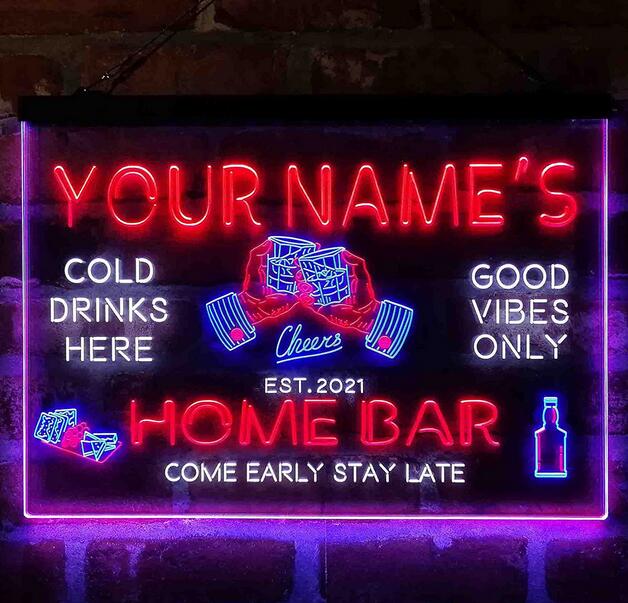 YOUR NAME'S
COLD
DRINKS
HERE
Cheers
GOOD
VIBES
ONLY
EST.2021
HOME BAR
COME EARLY STAY LATE